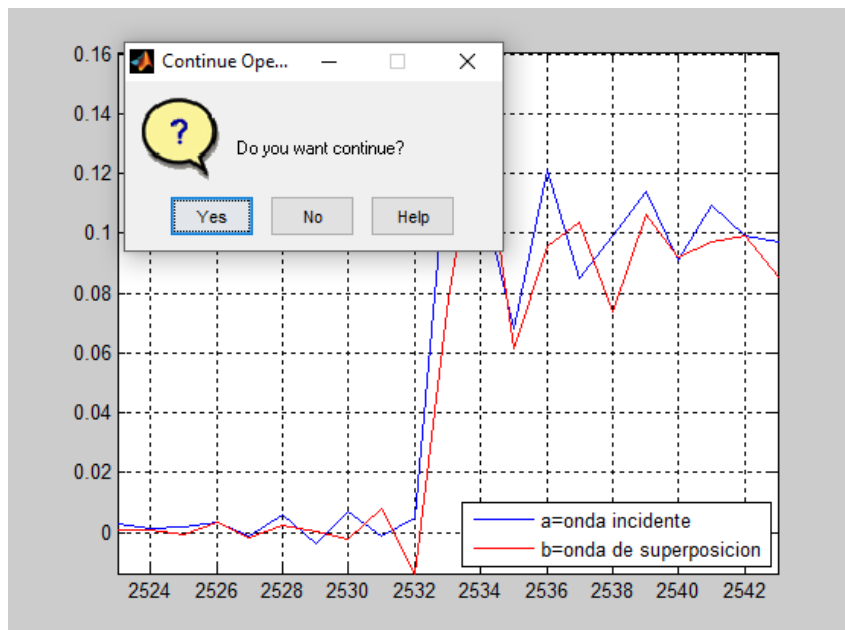 Continue Ope...
Do you want continue?
Yes No Help
0.16
0.14
0.12
0.1
0.08
0.06
0.04
0.02
0
2524 2526 2528 2530 2532 2534 2536 2538 2540 2542
a=onda incidente
b=onda de superposicion